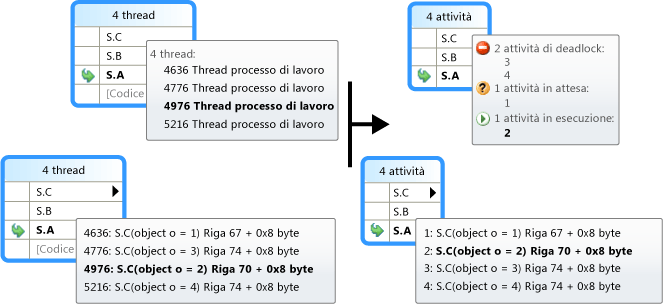 4 thread
S.C
S.B
S.A
[Codice
4 thread:
4636 Thread processo di lavoro
4776 Thread processo di lavoro
4976 Thread processo di lavoro
5216 Thread processo di lavoro
4 attività
S.C
S.B
S.A
2 attività di deadlock:
3
4
1 attività in attesa:
1
1 attività in esecuzione:
2
4 thread
S.C
S.B
S.A
[Codice
4636: S.C(object o = 1) Riga 67 + 0x8 byte
4776: S.C(object o = 3) Riga 74 + 0x8 byte
4976: S.C(object o = 2) Riga 70 + 0x8 byte
5216: S.C(object o = 4) Riga 74 + 0x8 byte
4 attività
S.C
S.B
S.A
1: S.C(object o = 1) Riga 67 + 0x8 byte
2: S.C(object o = 2) Riga 70 + 0x8 byte
3: S.C(object o = 3) Riga 74 + 0x8 byte
4: S.C(object o = 4) Riga 74 + 0x8 byte